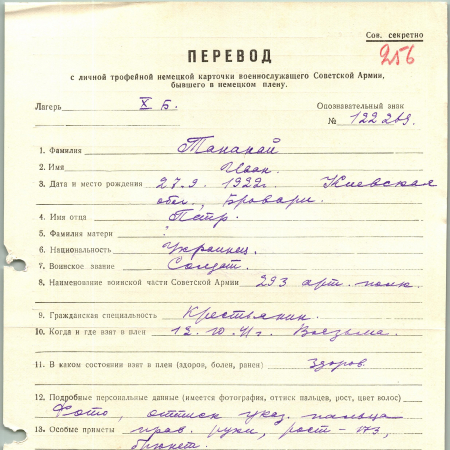 Сов. секретно
256
ПЕРЕВОД
с личной трофейной немецкой карточки военнослужащего Советской Армии,
бывшего в немецком плену.
Лагерь X Б. Опознавательный знак
№ 122289.
1. Фамилия Танакай
2. Имя Иван.
3. Дата и место рождения 27.9. 1922г. Киевская
обл., Бровари.
4. Имя отца Петр.
5. Фамилия матери ?
6. Национальность Украинец.
7. Воинское звание Солдат.
8. Наименование воинской части Советской Армии 293 арт. полк.
9. Гражданская специальность Крестьянин.
10. Когда и где взят в плен 12.10.41г. Вязьма.
11. В каком состоянии взят в плен (здоров, болен, ранен) Здоров.
12. Подробные персональные данные (имеется фотография, оттиск пальцев, рост, цвет волос)
Фото, оттиск указ. пальца
13. Особые приметы прав. руки, рост - 173,
брюнет.